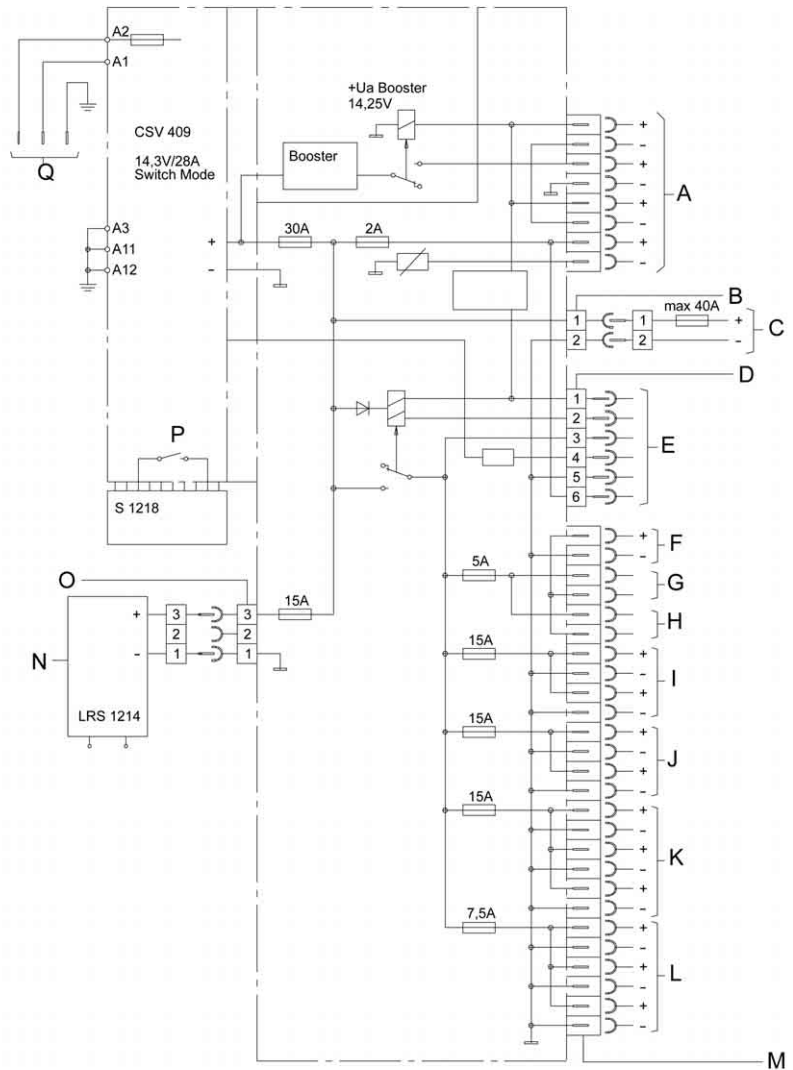 A2
A1
Q
CSV 409
14,3V/28A
Switch Mode
A3
A11
A12
+
-
+Ua Booster
14,25V
Booster
30A
2A
+
-
+
-
+
-
+
-
A
B
1 1 max 40A +
2 2 -
C
D
1
2
3
4
5
6
E
P
S 1218
O
N
+ 3 3 15A
2 2
- 1 1
LRS 1214
+
-
F
5A
G
H
15A
+
-
+
-
I
15A
+
-
+
-
J
15A
+
-
+
-
+
-
K
7,5A
+
-
+
-
+
-
L
M